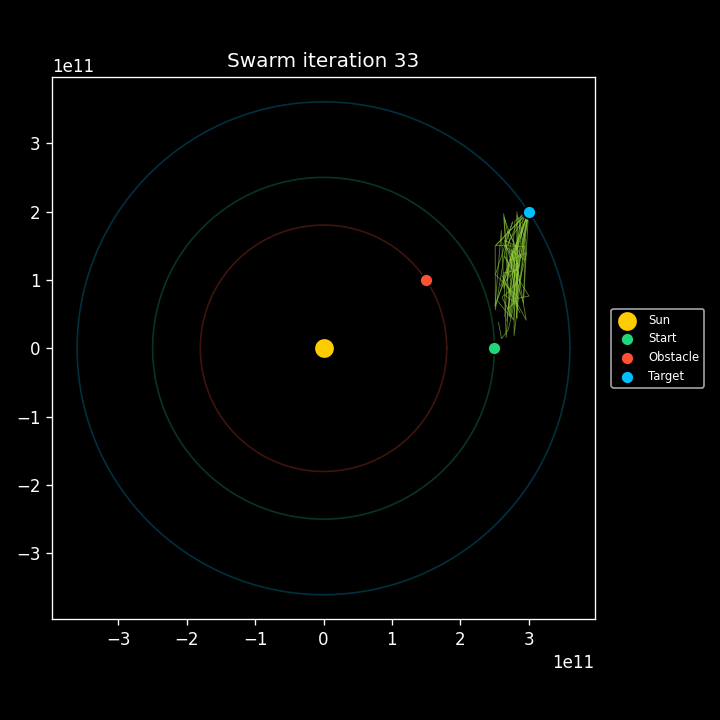 Swarm iteration 33
1e11
3
2
1
0
−1
−2
−3
−3 −2 −1 0 1 2 3
1e11
Sun
Start
Obstacle
Target